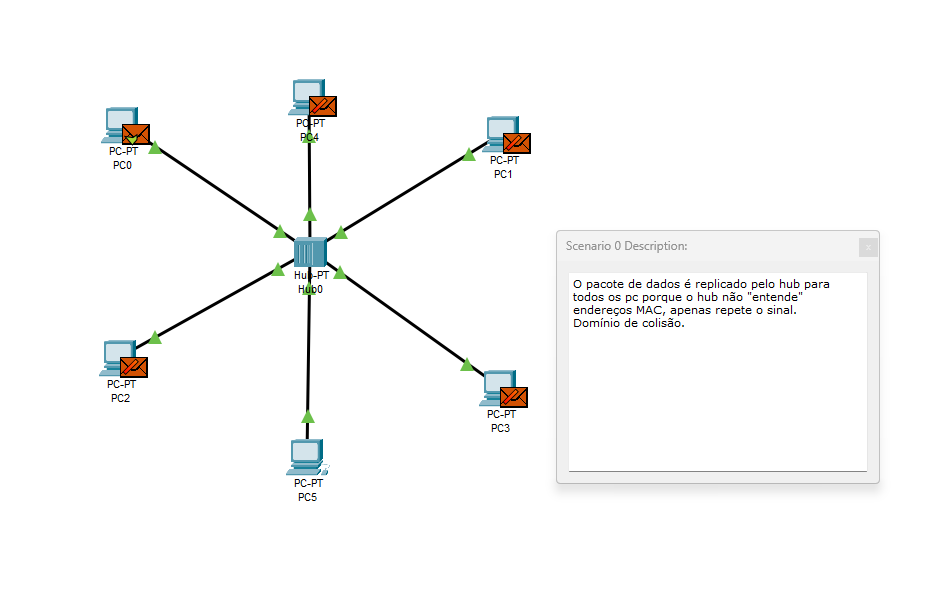 PC-PT
PC4
PC-PT
PC0
PC-PT
PC1
Scenario 0 Description:
x
O pacote de dados é replicado pelo hub para
todos os pc porque o hub não "entende"
endereços MAC, apenas repete o sinal.
Domínio de colisão.
Hub-PT
Hub0
PC-PT
PC2
PC-PT
PC3
PC-PT
PC5